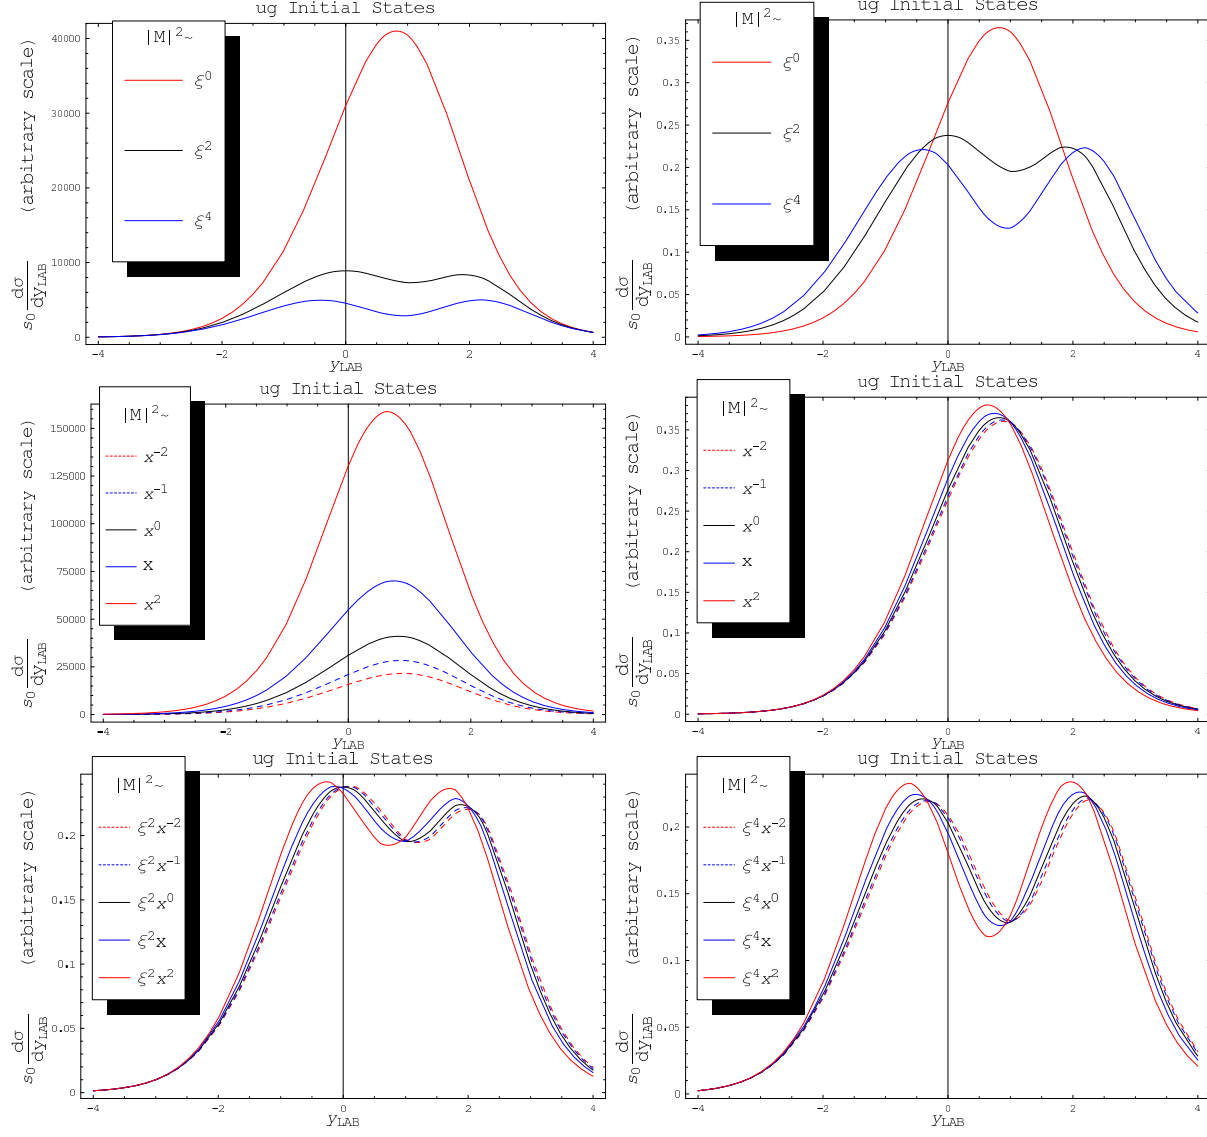 ug Initial States
|M|²~
ξ⁰
ξ²
ξ⁴
40000
30000
20000
10000
0
-4
-2
0
2
4
y_LAB
s₀ dσ/dy_LAB (arbitrary scale)
ug Initial States
|M|²~
ξ⁰
ξ²
ξ⁴
0.35
0.3
0.25
0.2
0.15
0.1
0.05
0
-4
-2
0
2
4
y_LAB
s₀ dσ/dy_LAB (arbitrary scale)
ug Initial States
|M|²~
x⁻²
x⁻¹
x⁰
x
x²
150000
125000
100000
75000
50000
25000
0
-4
-2
0
2
4
y_LAB
s₀ dσ/dy_LAB (arbitrary scale)
ug Initial States
|M|²~
x⁻²
x⁻¹
x⁰
x
x²
0.35
0.3
0.25
0.2
0.15
0.1
0.05
0
-4
-2
0
2
4
y_LAB
s₀ dσ/dy_LAB (arbitrary scale)
ug Initial States
|M|²~
ξ²x⁻²
ξ²x⁻¹
ξ²x⁰
ξ²x
ξ²x²
0.2
0.15
0.1
0.05
0
-4
-2
0
2
4
y_LAB
s₀ dσ/dy_LAB (arbitrary scale)
ug Initial States
|M|²~
ξ⁴x⁻²
ξ⁴x⁻¹
ξ⁴x⁰
ξ⁴x
ξ⁴x²
0.2
0.15
0.1
0.05
0
-4
-2
0
2
4
y_LAB
s₀ dσ/dy_LAB (arbitrary scale)